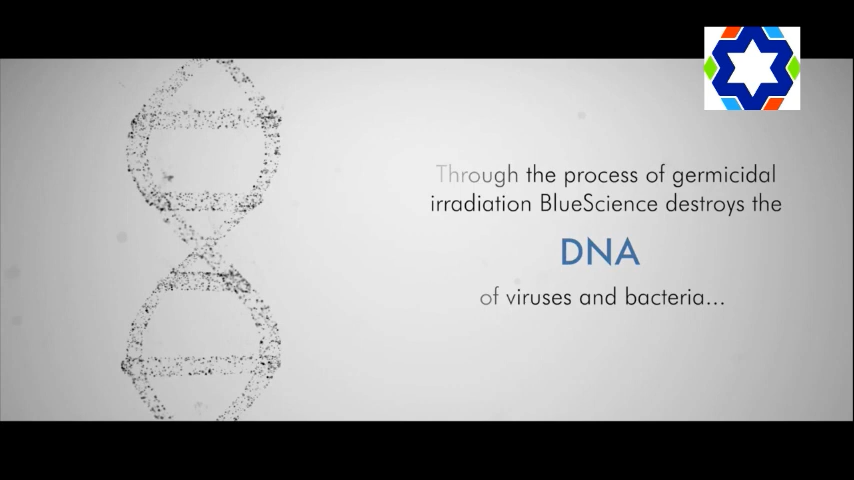 Through the process of germicidal
irradiation BlueScience destroys the
DNA
of viruses and bacteria...